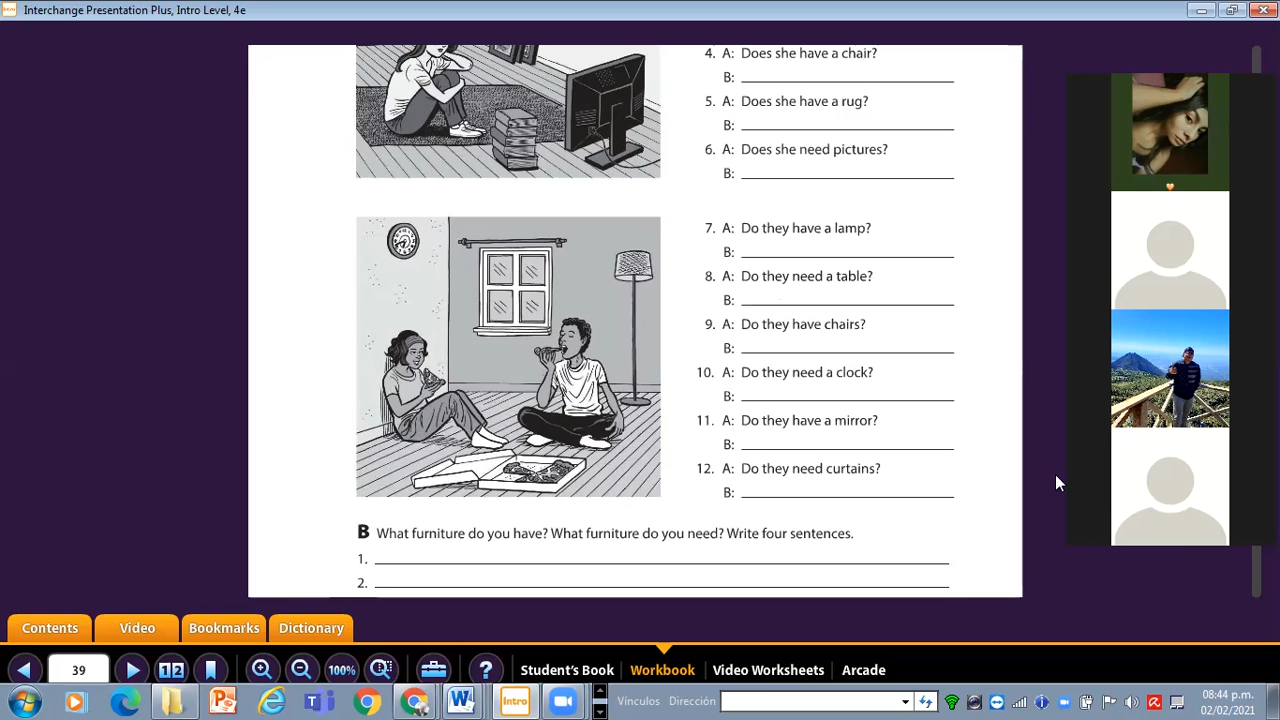 Interchange Presentation Plus, Intro Level, 4e
4. A: Does she have a chair?
B:
5. A: Does she have a rug?
B:
6. A: Does she need pictures?
B:
7. A: Do they have a lamp?
B:
8. A: Do they need a table?
B:
9. A: Do they have chairs?
B:
10. A: Do they need a clock?
B:
11. A: Do they have a mirror?
B:
12. A: Do they need curtains?
B:
B What furniture do you have? What furniture do you need? Write four sentences.
1.
2.
Contents Video Bookmarks Dictionary
39 12 100% ? Student's Book Workbook Video Worksheets Arcade
Intro Vínculos Dirección 08:44 p.m.
02/02/2021